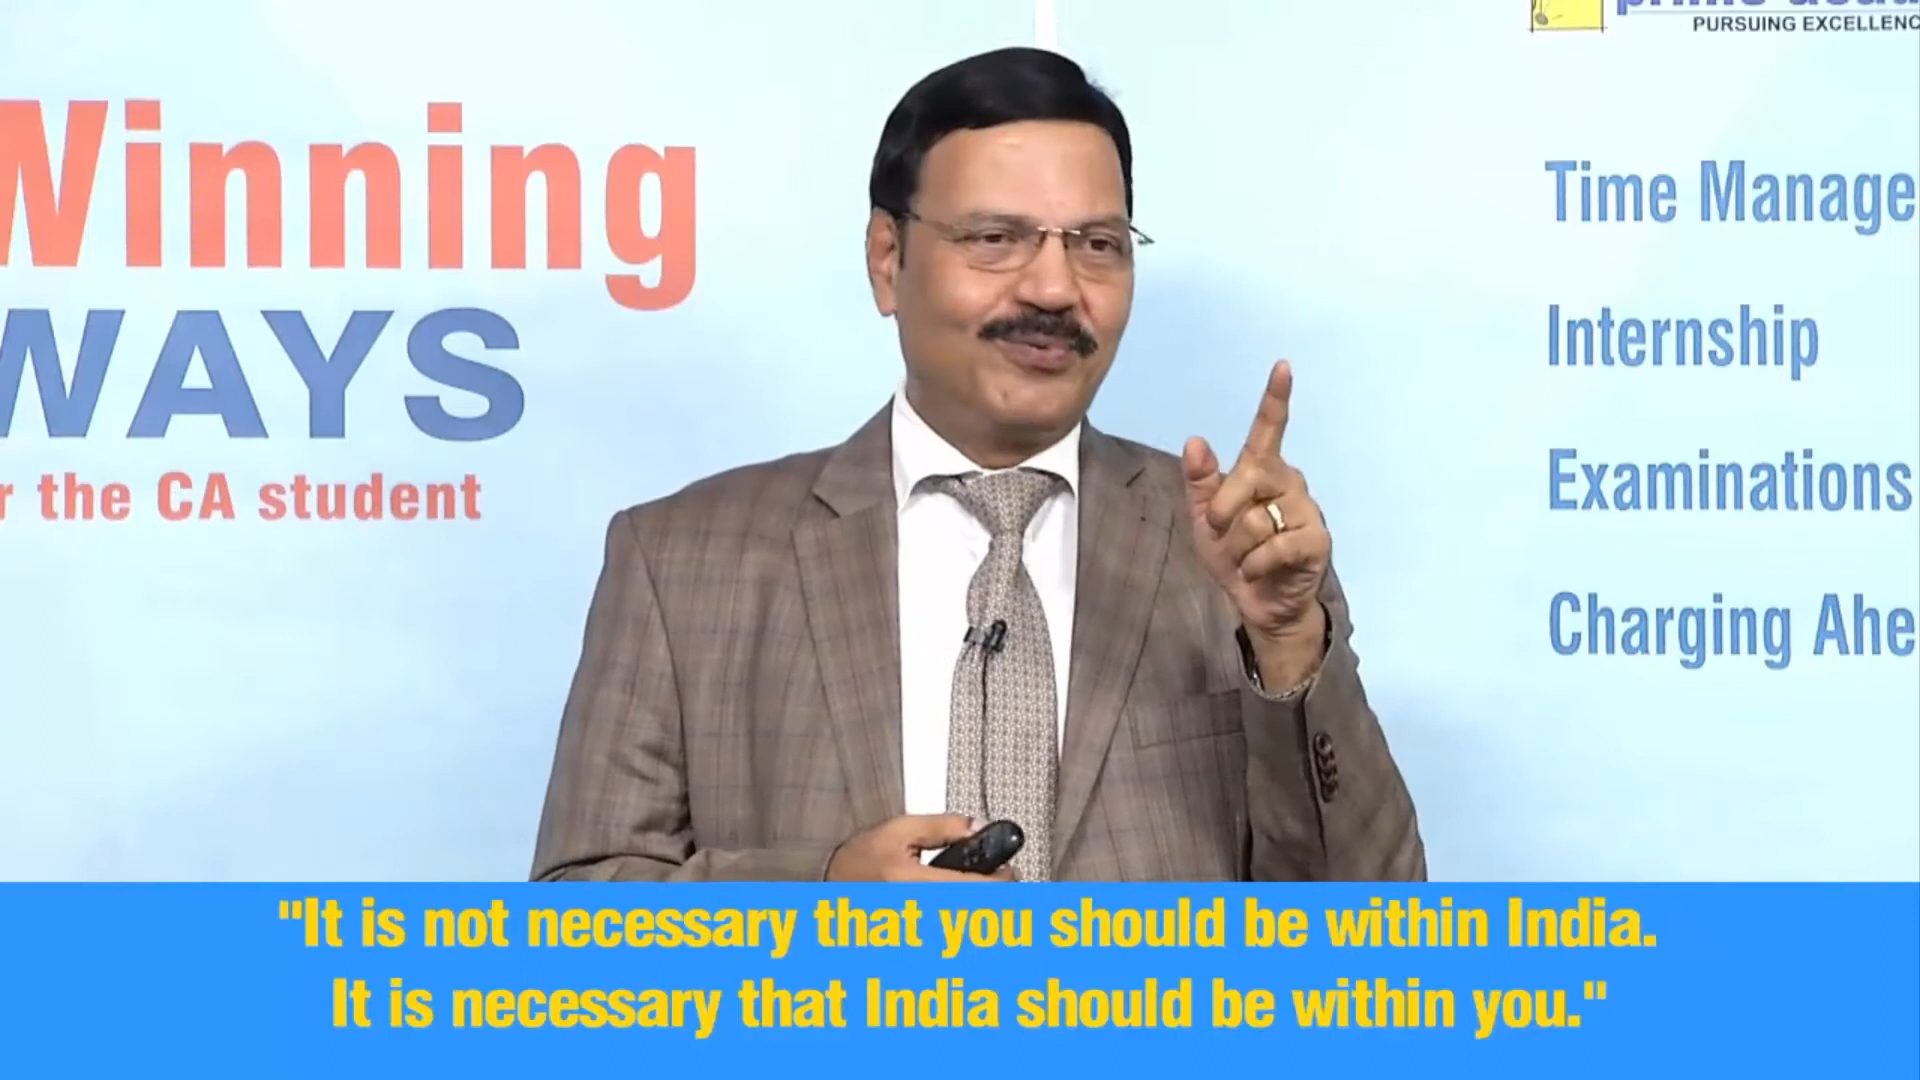 PURSUING EXCELLENC
Winning
WAYS
r the CA student
Time Manage
Internship
Examinations
Charging Ahe
"It is not necessary that you should be within India.
It is necessary that India should be within you."